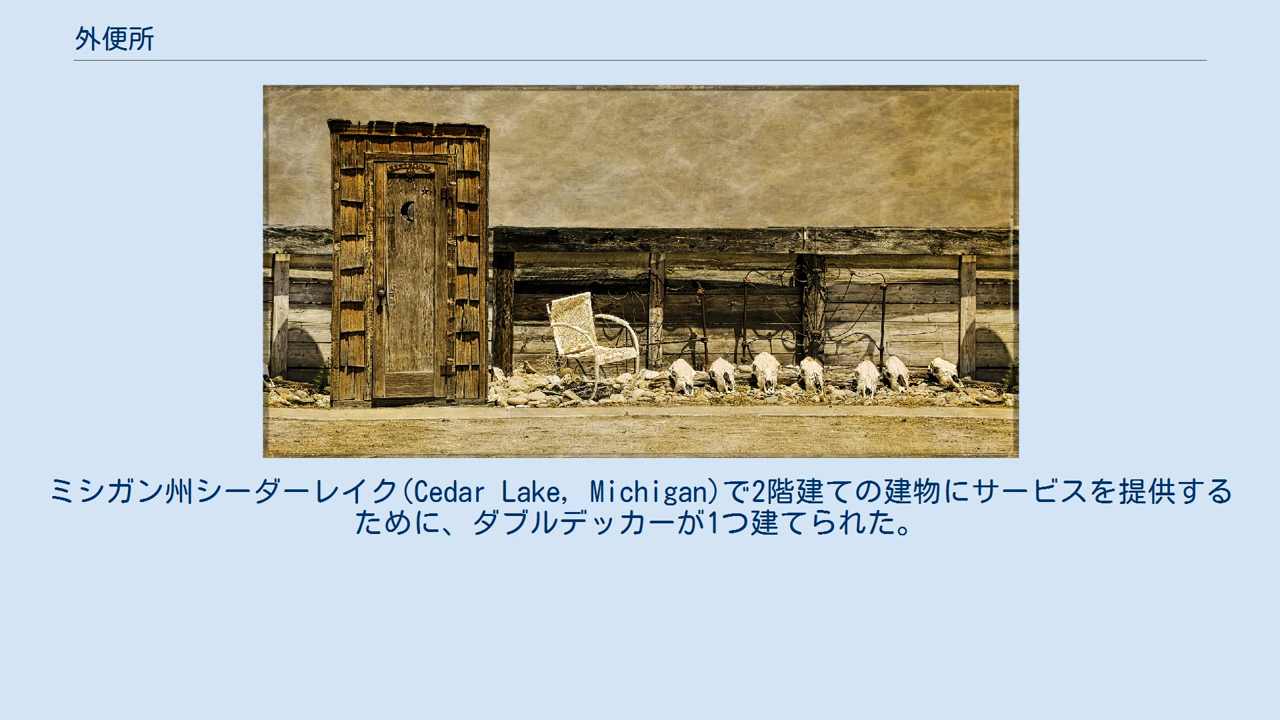 外便所
ミシガン州シーダーレイク(Cedar Lake, Michigan)で2階建ての建物にサービスを提供する
ために、ダブルデッカーが1つ建てられた。